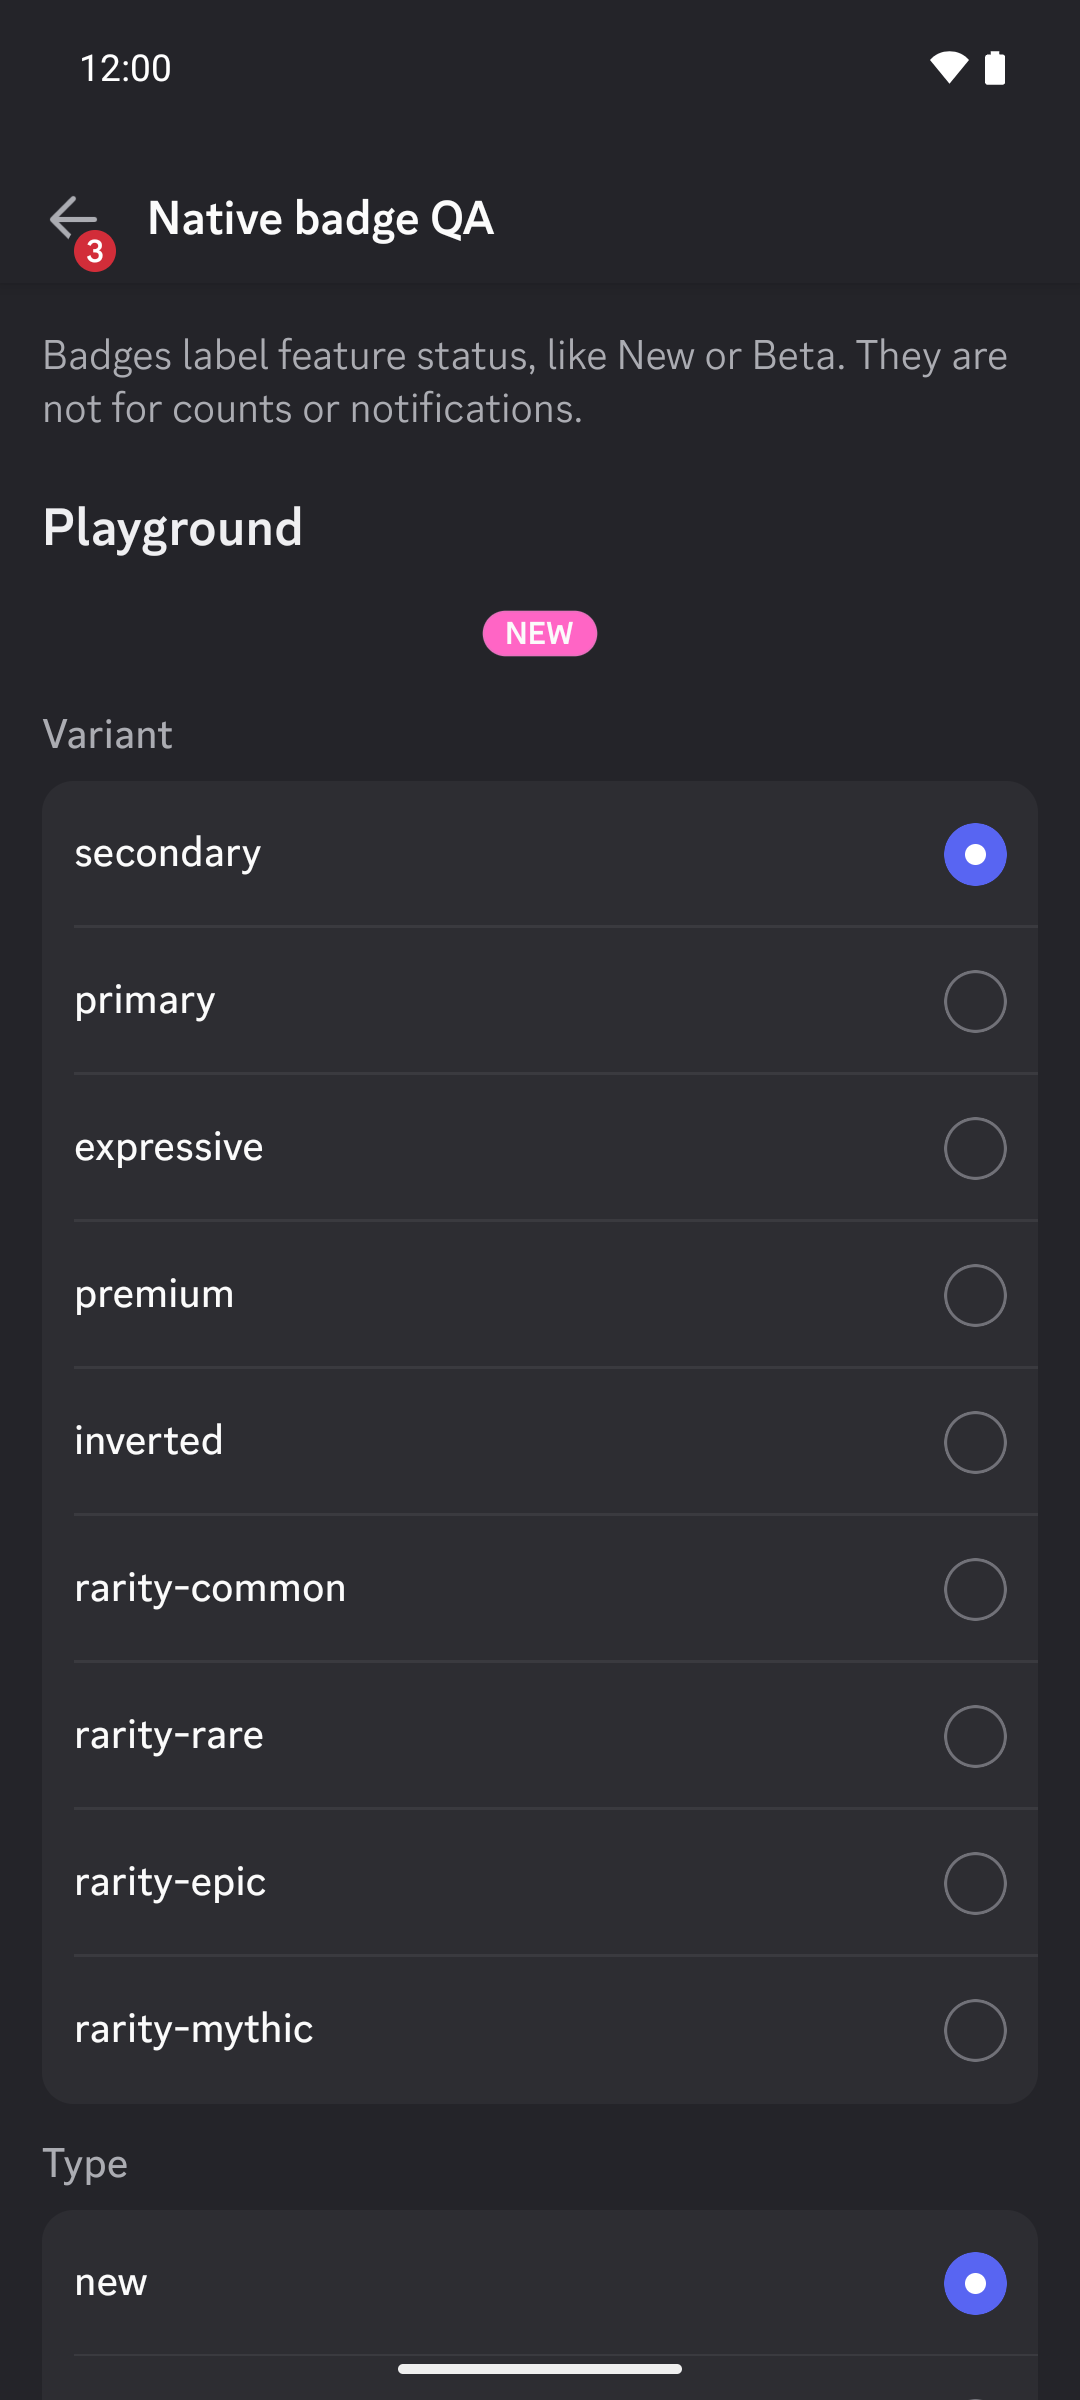 12:00
3
Native badge QA
Badges label feature status, like New or Beta. They are
not for counts or notifications.
Playground
NEW
Variant
secondary
primary
expressive
premium
inverted
rarity-common
rarity-rare
rarity-epic
rarity-mythic
Type
new